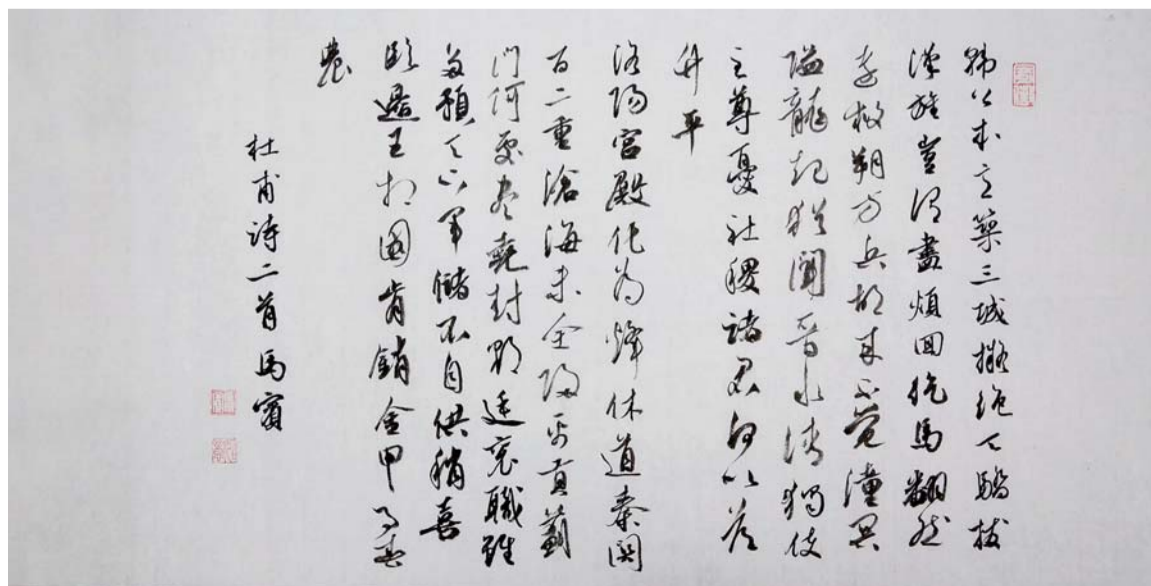 韓公本意築三城擬絕天驕拔
漢旌豈謂盡煩回紇馬翻然
遠救朔方兵胡來不覺潼關
隘龍起猶聞晉水清獨使
至尊憂社稷諸君何以答
升平
洛陽宮殿化為烽休道秦關
百二重滄海未全歸禹貢薊
門何處盡堯封朝廷袞職雖
多預天下軍儲不自供稍喜
臨邊王相國肯銷金甲事春
農
杜甫詩二首 馬賓